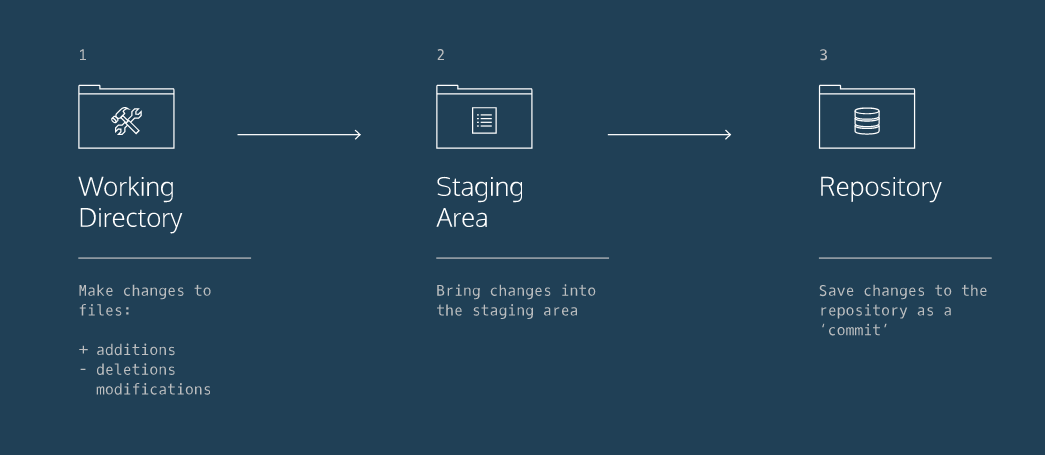 1
Working
Directory
Make changes to
files:
+ additions
- deletions
modifications
2
Staging
Area
Bring changes into
the staging area
3
Repository
Save changes to the
repository as a
‘commit’